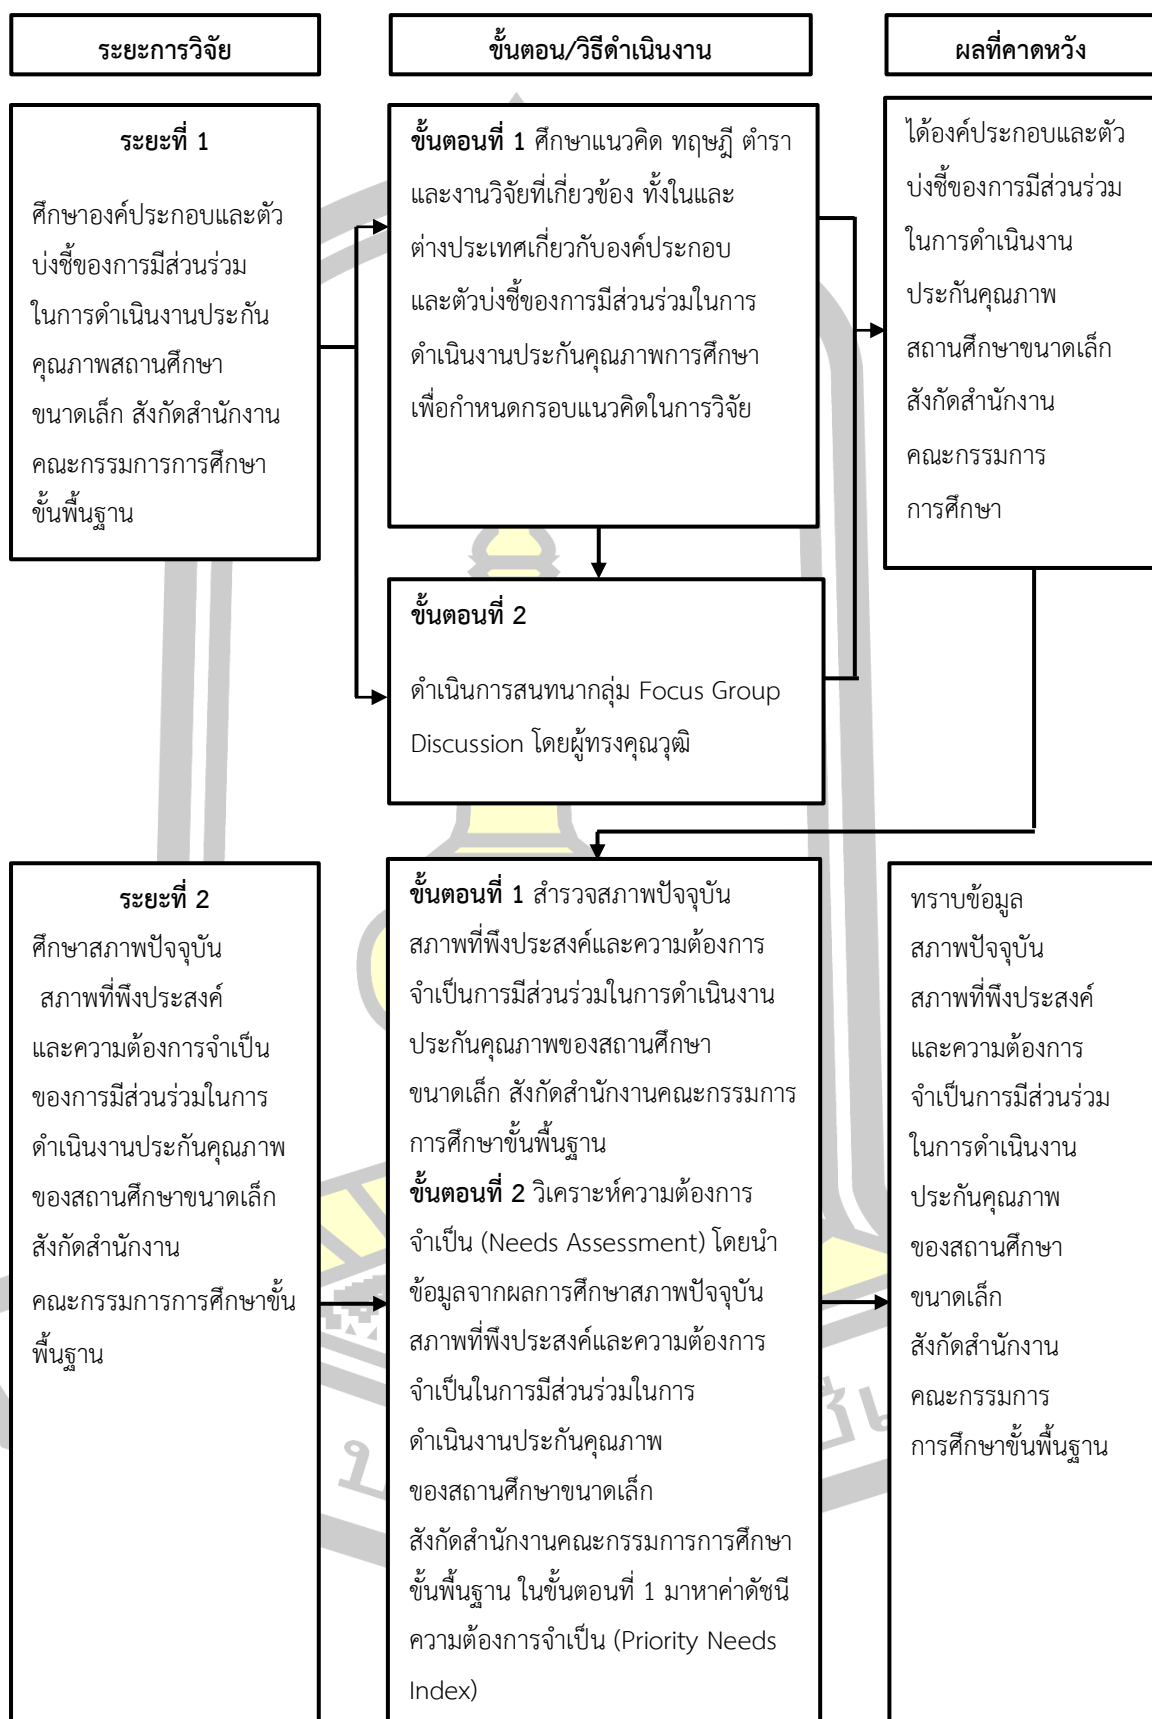 ระยะการวิจัย
ขั้นตอน/วิธีดำเนินงาน
ผลที่คาดหวัง
ระยะที่ 1
ศึกษาองค์ประกอบและตัว
บ่งชี้ของการมีส่วนร่วม
ในการดำเนินงานประกัน
คุณภาพสถานศึกษา
ขนาดเล็ก สังกัดสำนักงาน
คณะกรรมการการศึกษา
ขั้นพื้นฐาน
ขั้นตอนที่ 1 ศึกษาแนวคิด ทฤษฎี ตำรา
และงานวิจัยที่เกี่ยวข้อง ทั้งในและ
ต่างประเทศเกี่ยวกับองค์ประกอบ
และตัวบ่งชี้ของการมีส่วนร่วมในการ
ดำเนินงานประกันคุณภาพการศึกษา
เพื่อกำหนดกรอบแนวคิดในการวิจัย
ขั้นตอนที่ 2
ดำเนินการสนทนากลุ่ม Focus Group
Discussion โดยผู้ทรงคุณวุฒิ
ได้องค์ประกอบและตัว
บ่งชี้ของการมีส่วนร่วม
ในการดำเนินงาน
ประกันคุณภาพ
สถานศึกษาขนาดเล็ก
สังกัดสำนักงาน
คณะกรรมการ
การศึกษา
ระยะที่ 2
ศึกษาสภาพปัจจุบัน
สภาพที่พึงประสงค์
และความต้องการจำเป็น
ของการมีส่วนร่วมในการ
ดำเนินงานประกันคุณภาพ
ของสถานศึกษาขนาดเล็ก
สังกัดสำนักงาน
คณะกรรมการการศึกษาขั้น
พื้นฐาน
ขั้นตอนที่ 1 สำรวจสภาพปัจจุบัน
สภาพที่พึงประสงค์และความต้องการ
จำเป็นการมีส่วนร่วมในการดำเนินงาน
ประกันคุณภาพของสถานศึกษา
ขนาดเล็ก สังกัดสำนักงานคณะกรรมการ
การศึกษาขั้นพื้นฐาน
ขั้นตอนที่ 2 วิเคราะห์ความต้องการ
จำเป็น (Needs Assessment) โดยนำ
ข้อมูลจากผลการศึกษาสภาพปัจจุบัน
สภาพที่พึงประสงค์และความต้องการ
จำเป็นในการมีส่วนร่วมในการ
ดำเนินงานประกันคุณภาพ
ของสถานศึกษาขนาดเล็ก
สังกัดสำนักงานคณะกรรมการการศึกษา
ขั้นพื้นฐาน ในขั้นตอนที่ 1 มาหาค่าดัชนี
ความต้องการจำเป็น (Priority Needs
Index)
ทราบข้อมูล
สภาพปัจจุบัน
สภาพที่พึงประสงค์
และความต้องการ
จำเป็นการมีส่วนร่วม
ในการดำเนินงาน
ประกันคุณภาพ
ของสถานศึกษา
ขนาดเล็ก
สังกัดสำนักงาน
คณะกรรมการ
การศึกษาขั้นพื้นฐาน